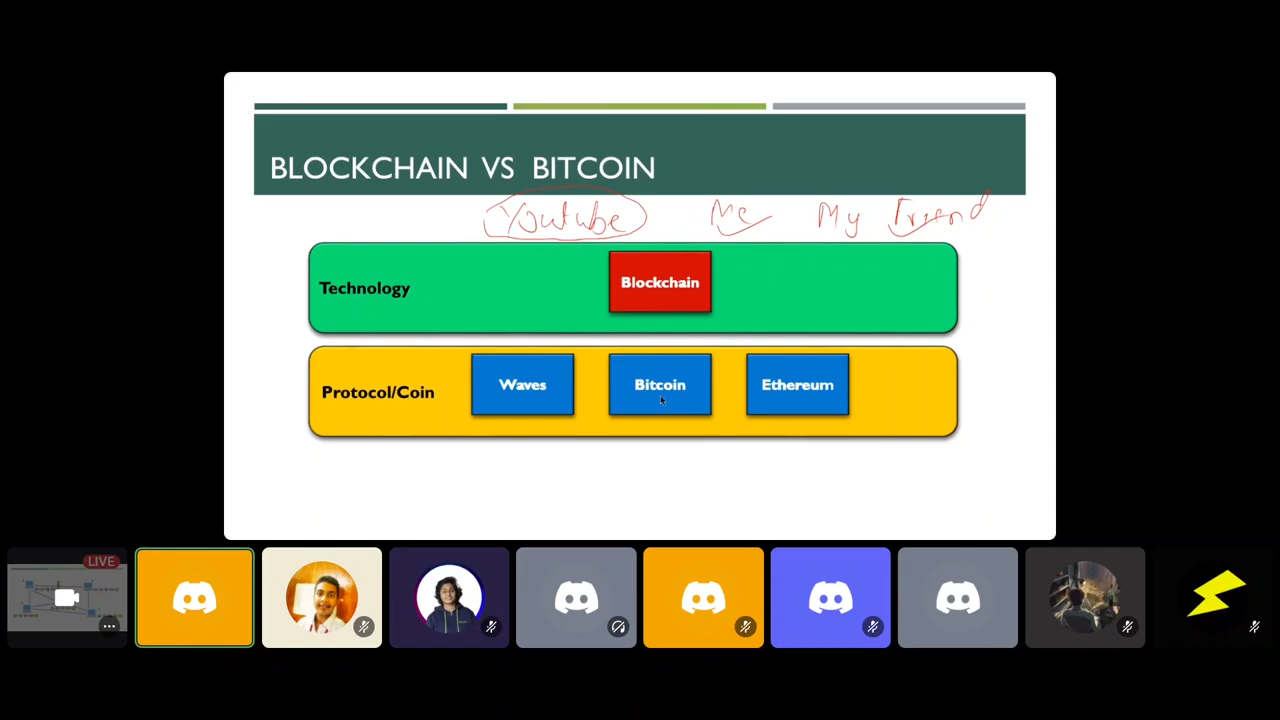 BLOCKCHAIN VS BITCOIN
Youtube Me My Friend
Technology
Blockchain
Protocol/Coin
Waves
Bitcoin
Ethereum
LIVE